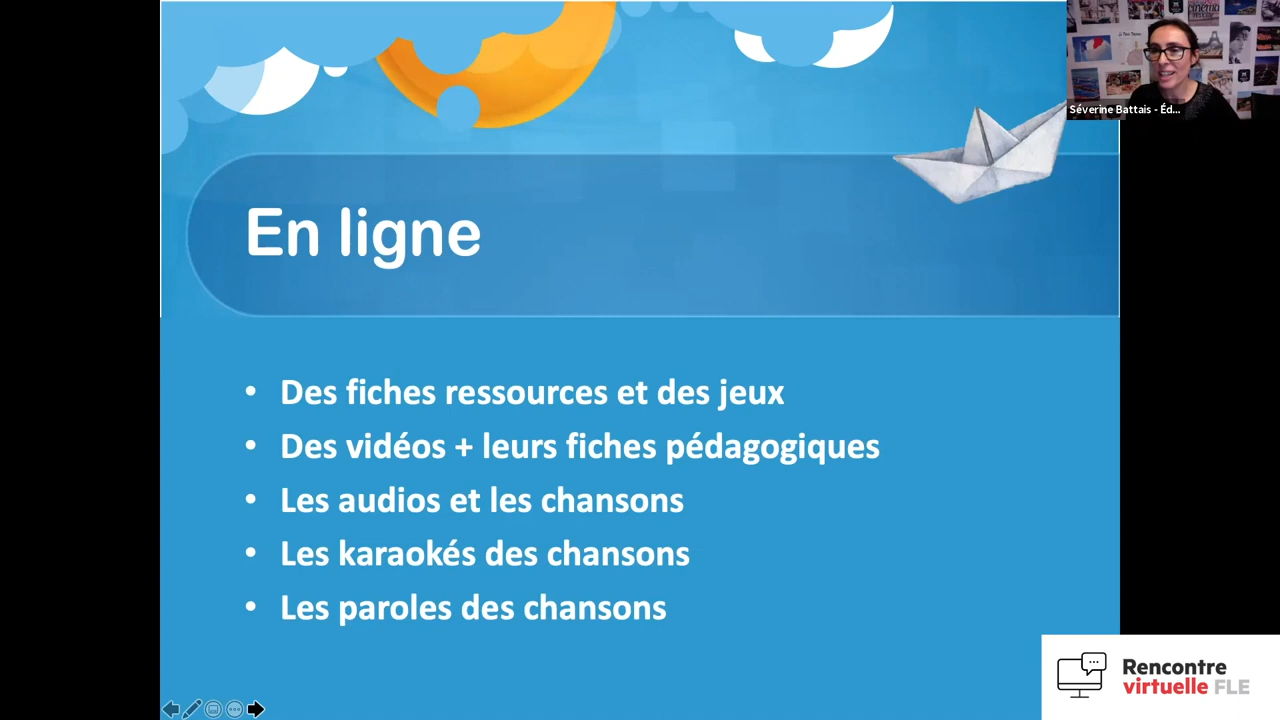 Séverine Battais - Éd...
En ligne
• Des fiches ressources et des jeux
• Des vidéos + leurs fiches pédagogiques
• Les audios et les chansons
• Les karaokés des chansons
• Les paroles des chansons
Rencontre
virtuelle FLE